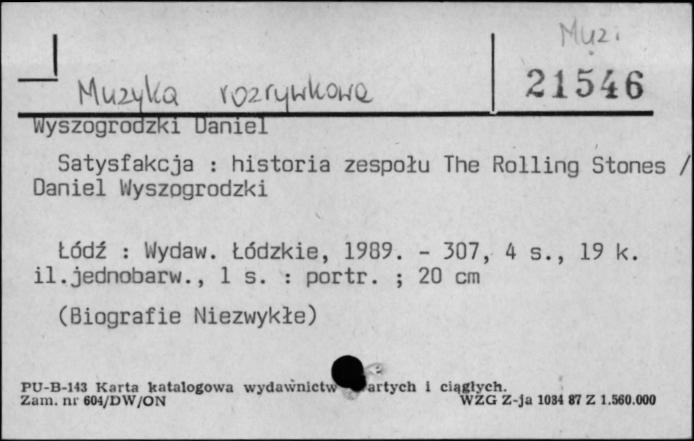 Muzi
21546
Muzyka rozrywkowa
Wyszogrodzki Daniel
Satysfakcja : historia zespołu The Rolling Stones /
Daniel Wyszogrodzki
Łódź : Wydaw. Łódzkie, 1989. - 307, 4 s., 19 k.
il.jednobarw., 1 s. : portr. ; 20 cm
(Biografie Niezwykłe)
PU-B-143 Karta katalogowa wydawnictw artych i ciągłych.
Zam. nr 604/DW/ON WZG Z-ja 1034 87 Z 1.560.000